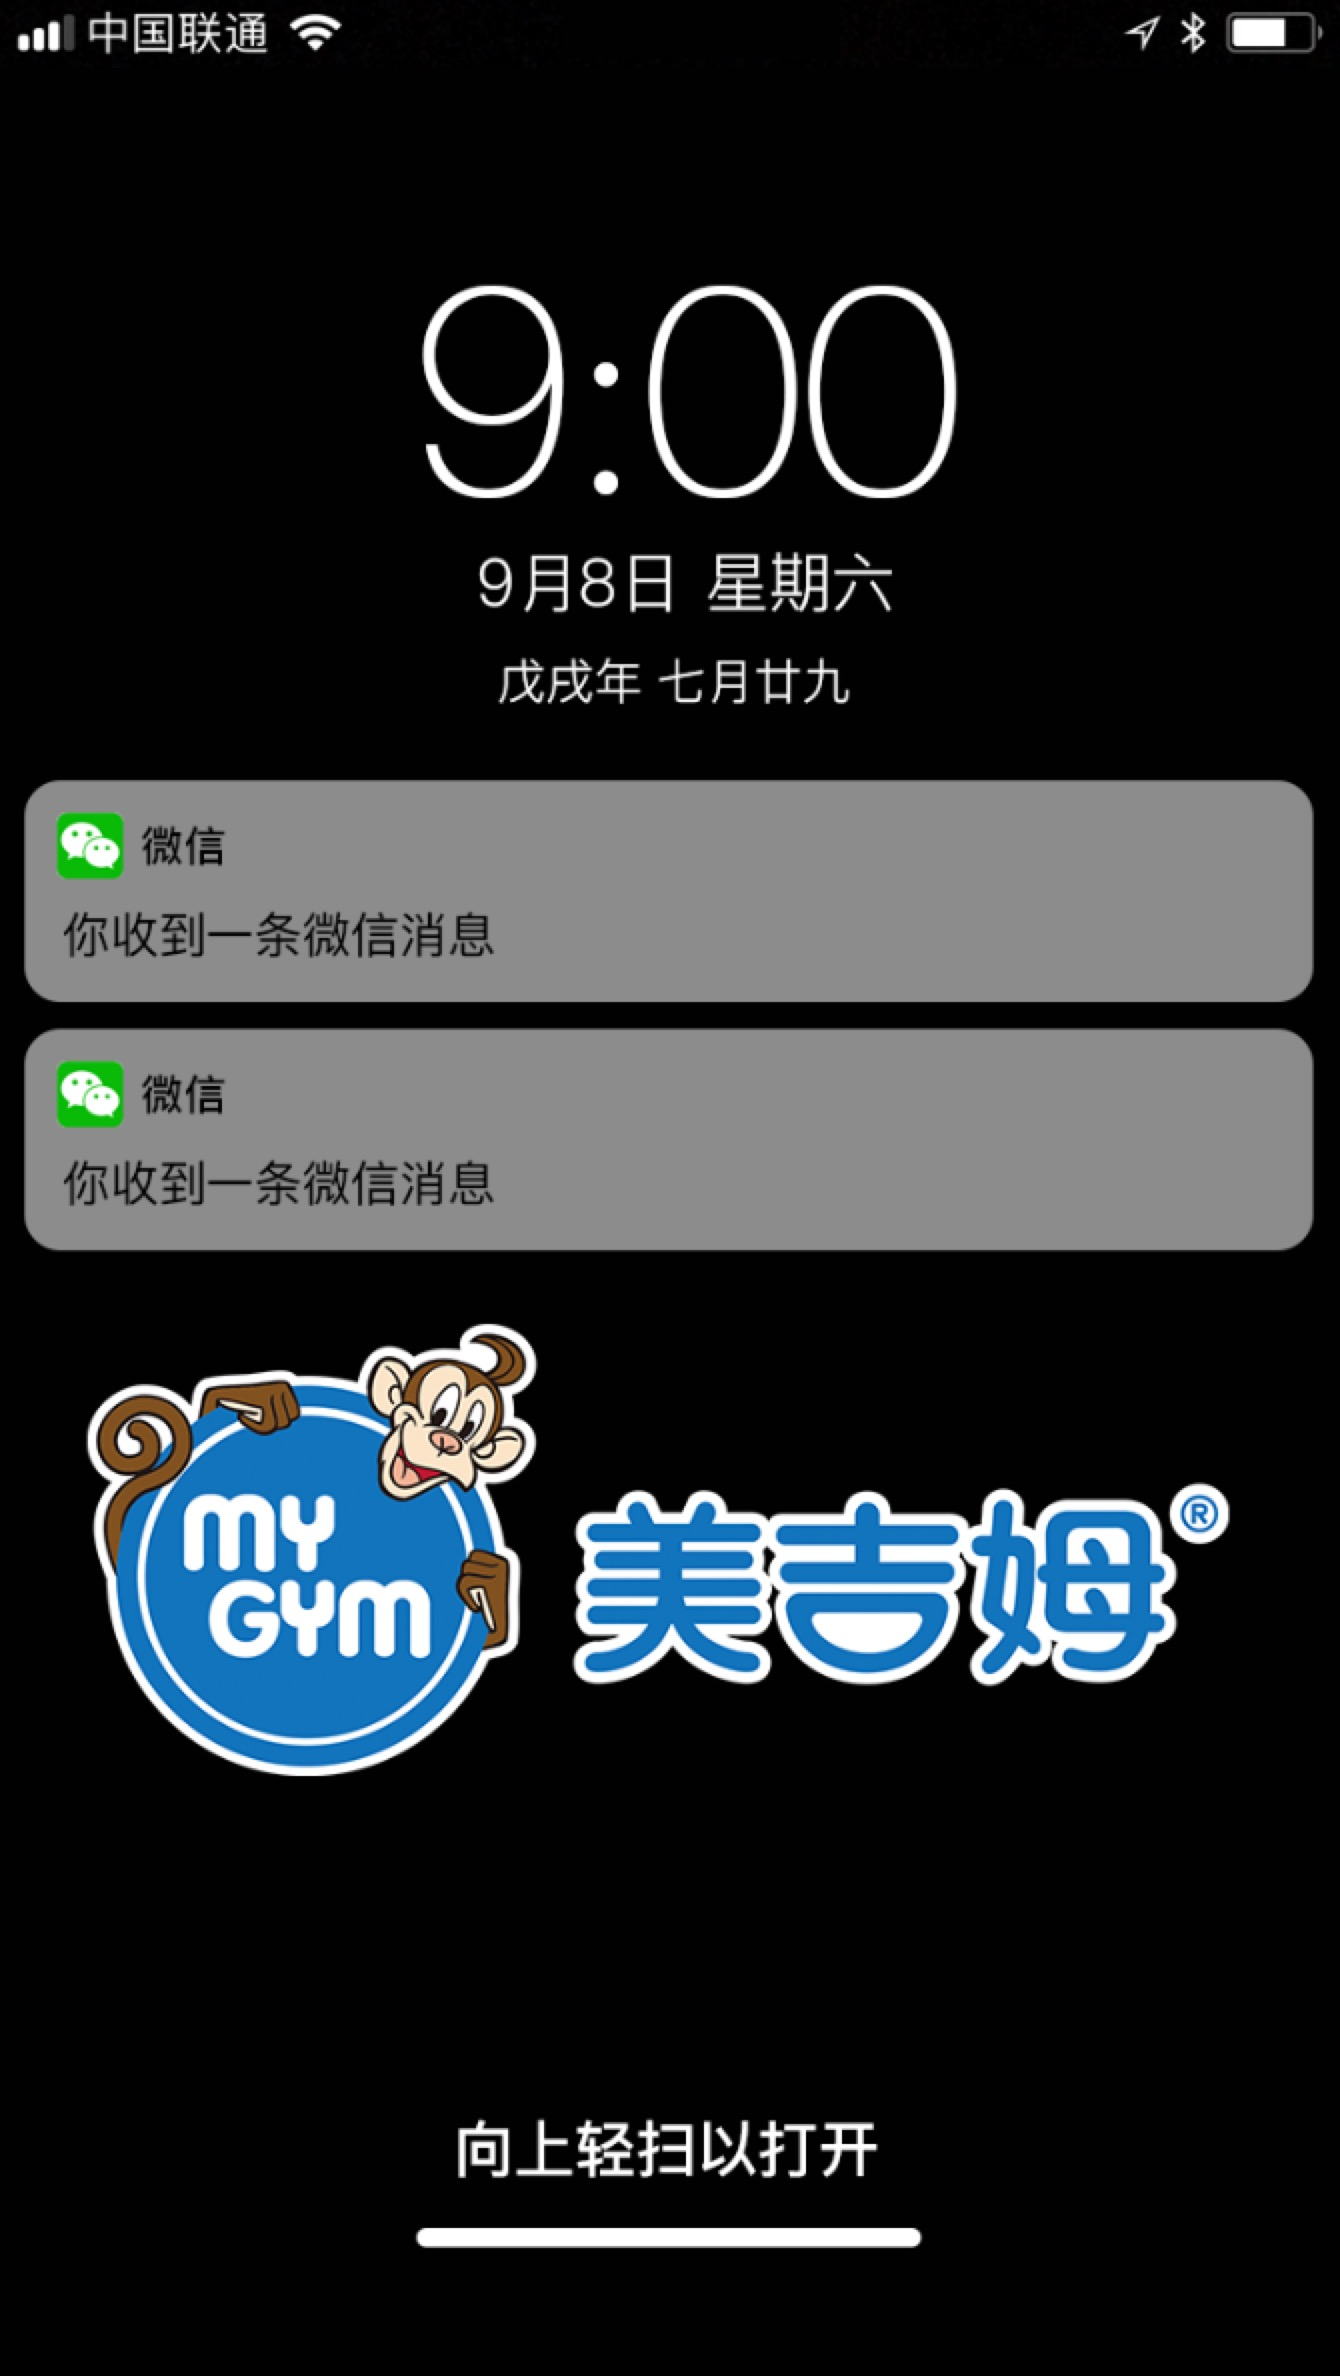 中国联通
9:00
9月8日 星期六
戊戌年 七月廿九
微信
你收到一条微信消息
微信
你收到一条微信消息
MY
GYM
美吉姆®
向上轻扫以打开